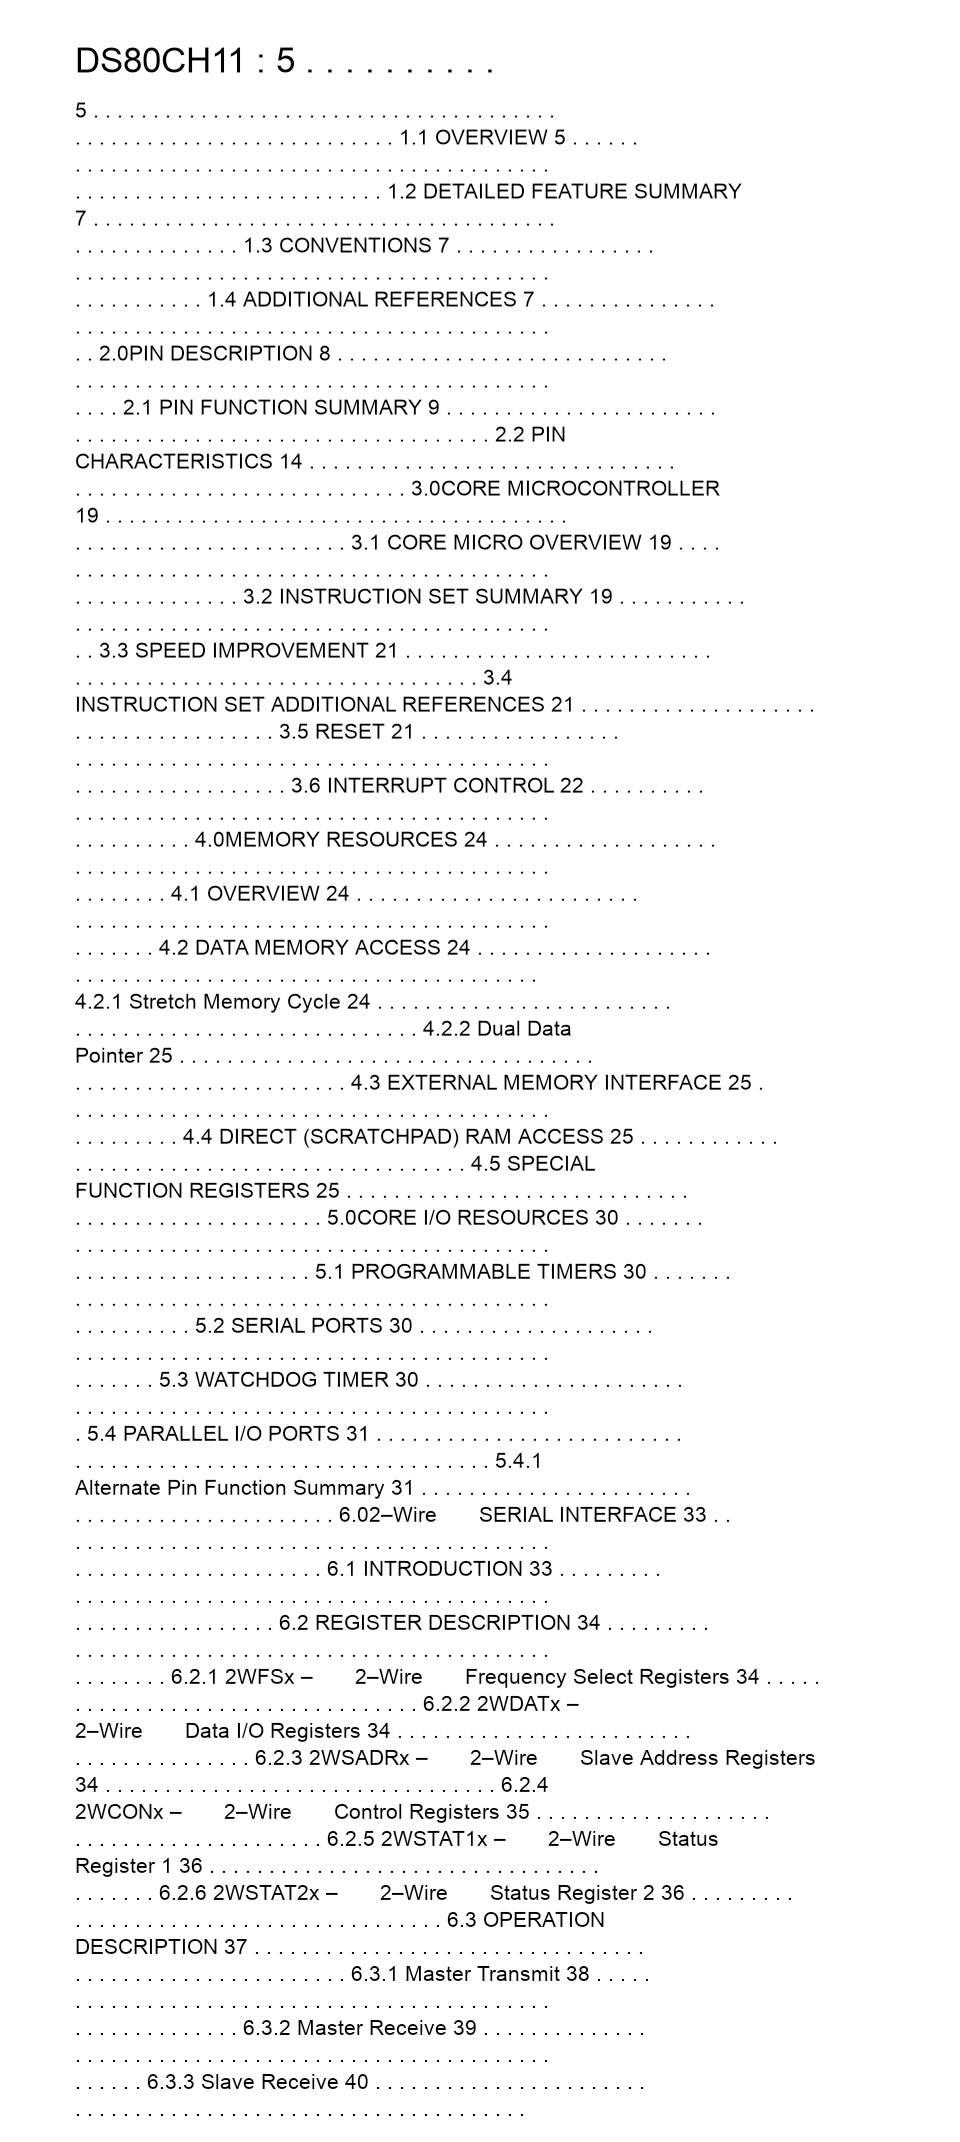 DS80CH11 : 5 . . . . . . . . . .
5 . . . . . . . . . . . . . . . . . . . . . . . . . . . . . . . . . . . . . . .
. . . . . . . . . . . . . . . . . . . . . . . . . . . 1.1 OVERVIEW 5 . . . . . .
. . . . . . . . . . . . . . . . . . . . . . . . . . . . . . . . . . . . . . . .
. . . . . . . . . . . . . . . . . . . . . . . . . . 1.2 DETAILED FEATURE SUMMARY
7 . . . . . . . . . . . . . . . . . . . . . . . . . . . . . . . . . . . . . . .
. . . . . . . . . . . . . . 1.3 CONVENTIONS 7 . . . . . . . . . . . . . . . . .
. . . . . . . . . . . . . . . . . . . . . . . . . . . . . . . . . . . . . . . .
. . . . . . . . . . . 1.4 ADDITIONAL REFERENCES 7 . . . . . . . . . . . . . . .
. . . . . . . . . . . . . . . . . . . . . . . . . . . . . . . . . . . . . . . .
. . 2.0PIN DESCRIPTION 8 . . . . . . . . . . . . . . . . . . . . . . . . . . . .
. . . . . . . . . . . . . . . . . . . . . . . . . . . . . . . . . . . . . . . .
. . . . 2.1 PIN FUNCTION SUMMARY 9 . . . . . . . . . . . . . . . . . . . . . . .
. . . . . . . . . . . . . . . . . . . . . . . . . . . . . . . . . . . 2.2 PIN
CHARACTERISTICS 14 . . . . . . . . . . . . . . . . . . . . . . . . . . . . . . .
. . . . . . . . . . . . . . . . . . . . . . . . . . . . 3.0CORE MICROCONTROLLER
19 . . . . . . . . . . . . . . . . . . . . . . . . . . . . . . . . . . . . . . .
. . . . . . . . . . . . . . . . . . . . . . . 3.1 CORE MICRO OVERVIEW 19 . . . .
. . . . . . . . . . . . . . . . . . . . . . . . . . . . . . . . . . . . . . . .
. . . . . . . . . . . . . . 3.2 INSTRUCTION SET SUMMARY 19 . . . . . . . . . . .
. . . . . . . . . . . . . . . . . . . . . . . . . . . . . . . . . . . . . . . .
. . 3.3 SPEED IMPROVEMENT 21 . . . . . . . . . . . . . . . . . . . . . . . . . .
. . . . . . . . . . . . . . . . . . . . . . . . . . . . . . . . . . 3.4
INSTRUCTION SET ADDITIONAL REFERENCES 21 . . . . . . . . . . . . . . . . . . . .
. . . . . . . . . . . . . . . . . 3.5 RESET 21 . . . . . . . . . . . . . . . . .
. . . . . . . . . . . . . . . . . . . . . . . . . . . . . . . . . . . . . . . .
. . . . . . . . . . . . . . . . . . 3.6 INTERRUPT CONTROL 22 . . . . . . . . . .
. . . . . . . . . . . . . . . . . . . . . . . . . . . . . . . . . . . . . . . .
. . . . . . . . . . 4.0MEMORY RESOURCES 24 . . . . . . . . . . . . . . . . . . .
. . . . . . . . . . . . . . . . . . . . . . . . . . . . . . . . . . . . . . . .
. . . . . . . . 4.1 OVERVIEW 24 . . . . . . . . . . . . . . . . . . . . . . . .
. . . . . . . . . . . . . . . . . . . . . . . . . . . . . . . . . . . . . . . .
. . . . . . . 4.2 DATA MEMORY ACCESS 24 . . . . . . . . . . . . . . . . . . . .
. . . . . . . . . . . . . . . . . . . . . . . . . . . . . . . . . . . . . . .
4.2.1 Stretch Memory Cycle 24 . . . . . . . . . . . . . . . . . . . . . . . . .
. . . . . . . . . . . . . . . . . . . . . . . . . . . . . 4.2.2 Dual Data
Pointer 25 . . . . . . . . . . . . . . . . . . . . . . . . . . . . . . . . . . .
. . . . . . . . . . . . . . . . . . . . . . . 4.3 EXTERNAL MEMORY INTERFACE 25 .
. . . . . . . . . . . . . . . . . . . . . . . . . . . . . . . . . . . . . . . .
. . . . . . . . . 4.4 DIRECT (SCRATCHPAD) RAM ACCESS 25 . . . . . . . . . . . .
. . . . . . . . . . . . . . . . . . . . . . . . . . . . . . . . . 4.5 SPECIAL
FUNCTION REGISTERS 25 . . . . . . . . . . . . . . . . . . . . . . . . . . . . .
. . . . . . . . . . . . . . . . . . . . . 5.0CORE I/O RESOURCES 30 . . . . . . .
. . . . . . . . . . . . . . . . . . . . . . . . . . . . . . . . . . . . . . . .
. . . . . . . . . . . . . . . . . . . . 5.1 PROGRAMMABLE TIMERS 30 . . . . . . .
. . . . . . . . . . . . . . . . . . . . . . . . . . . . . . . . . . . . . . . .
. . . . . . . . . . 5.2 SERIAL PORTS 30 . . . . . . . . . . . . . . . . . . . .
. . . . . . . . . . . . . . . . . . . . . . . . . . . . . . . . . . . . . . . .
. . . . . . . 5.3 WATCHDOG TIMER 30 . . . . . . . . . . . . . . . . . . . . . .
. . . . . . . . . . . . . . . . . . . . . . . . . . . . . . . . . . . . . . . .
. 5.4 PARALLEL I/O PORTS 31 . . . . . . . . . . . . . . . . . . . . . . . . . .
. . . . . . . . . . . . . . . . . . . . . . . . . . . . . . . . . . . 5.4.1
Alternate Pin Function Summary 31 . . . . . . . . . . . . . . . . . . . . . . .
. . . . . . . . . . . . . . . . . . . . . . 6.02–Wire SERIAL INTERFACE 33 . .
. . . . . . . . . . . . . . . . . . . . . . . . . . . . . . . . . . . . . . . .
. . . . . . . . . . . . . . . . . . . . . 6.1 INTRODUCTION 33 . . . . . . . . .
. . . . . . . . . . . . . . . . . . . . . . . . . . . . . . . . . . . . . . . .
. . . . . . . . . . . . . . . . . 6.2 REGISTER DESCRIPTION 34 . . . . . . . . .
. . . . . . . . . . . . . . . . . . . . . . . . . . . . . . . . . . . . . . . .
. . . . . . . . 6.2.1 2WFSx – 2–Wire Frequency Select Registers 34 . . . . .
. . . . . . . . . . . . . . . . . . . . . . . . . . . . . 6.2.2 2WDATx –
2–Wire Data I/O Registers 34 . . . . . . . . . . . . . . . . . . . . . . . . .
. . . . . . . . . . . . . . . 6.2.3 2WSADRx – 2–Wire Slave Address Registers
34 . . . . . . . . . . . . . . . . . . . . . . . . . . . . . . . . . 6.2.4
2WCONx – 2–Wire Control Registers 35 . . . . . . . . . . . . . . . . . . . .
. . . . . . . . . . . . . . . . . . . . . 6.2.5 2WSTAT1x – 2–Wire Status
Register 1 36 . . . . . . . . . . . . . . . . . . . . . . . . . . . . . . . . .
. . . . . . . 6.2.6 2WSTAT2x – 2–Wire Status Register 2 36 . . . . . . . . .
. . . . . . . . . . . . . . . . . . . . . . . . . . . . . . . 6.3 OPERATION
DESCRIPTION 37 . . . . . . . . . . . . . . . . . . . . . . . . . . . . . . . . .
. . . . . . . . . . . . . . . . . . . . . . . 6.3.1 Master Transmit 38 . . . . .
. . . . . . . . . . . . . . . . . . . . . . . . . . . . . . . . . . . . . . . .
. . . . . . . . . . . . . . 6.3.2 Master Receive 39 . . . . . . . . . . . . . .
. . . . . . . . . . . . . . . . . . . . . . . . . . . . . . . . . . . . . . . .
. . . . . . 6.3.3 Slave Receive 40 . . . . . . . . . . . . . . . . . . . . . . .
. . . . . . . . . . . . . . . . . . . . . . . . . . . . . . . . . . . . . .